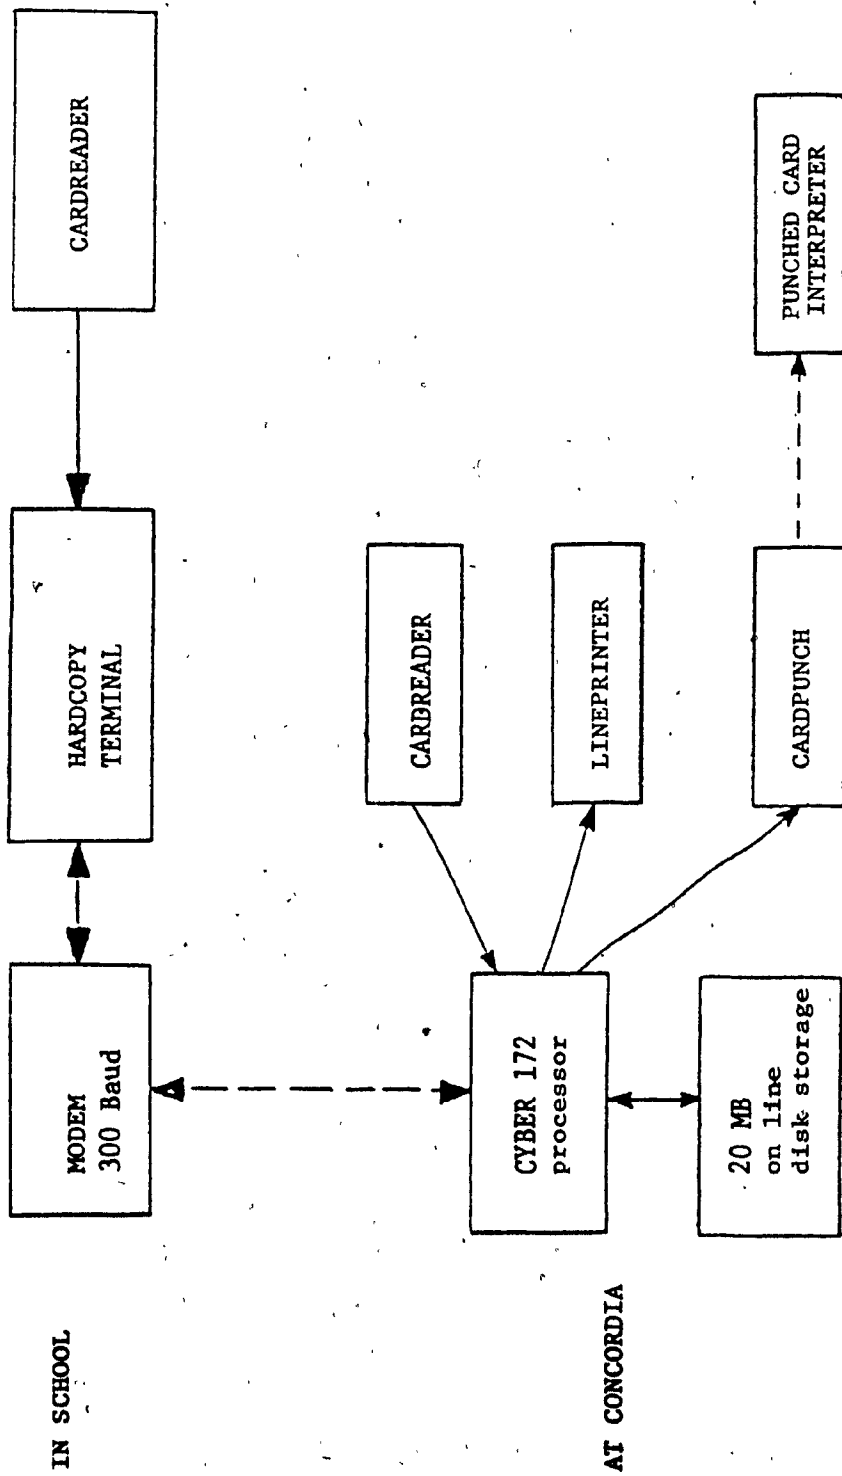 IN SCHOOL
MODEM
300 Baud
HARDCOPY
TERMINAL
CARDREADER
AT CONCORDIA
CYBER 172
processor
CARDREADER
LINEPRINTER
20 MB
on line
disk storage
CARDPUNCH
PUNCHED CARD
INTERPRETER